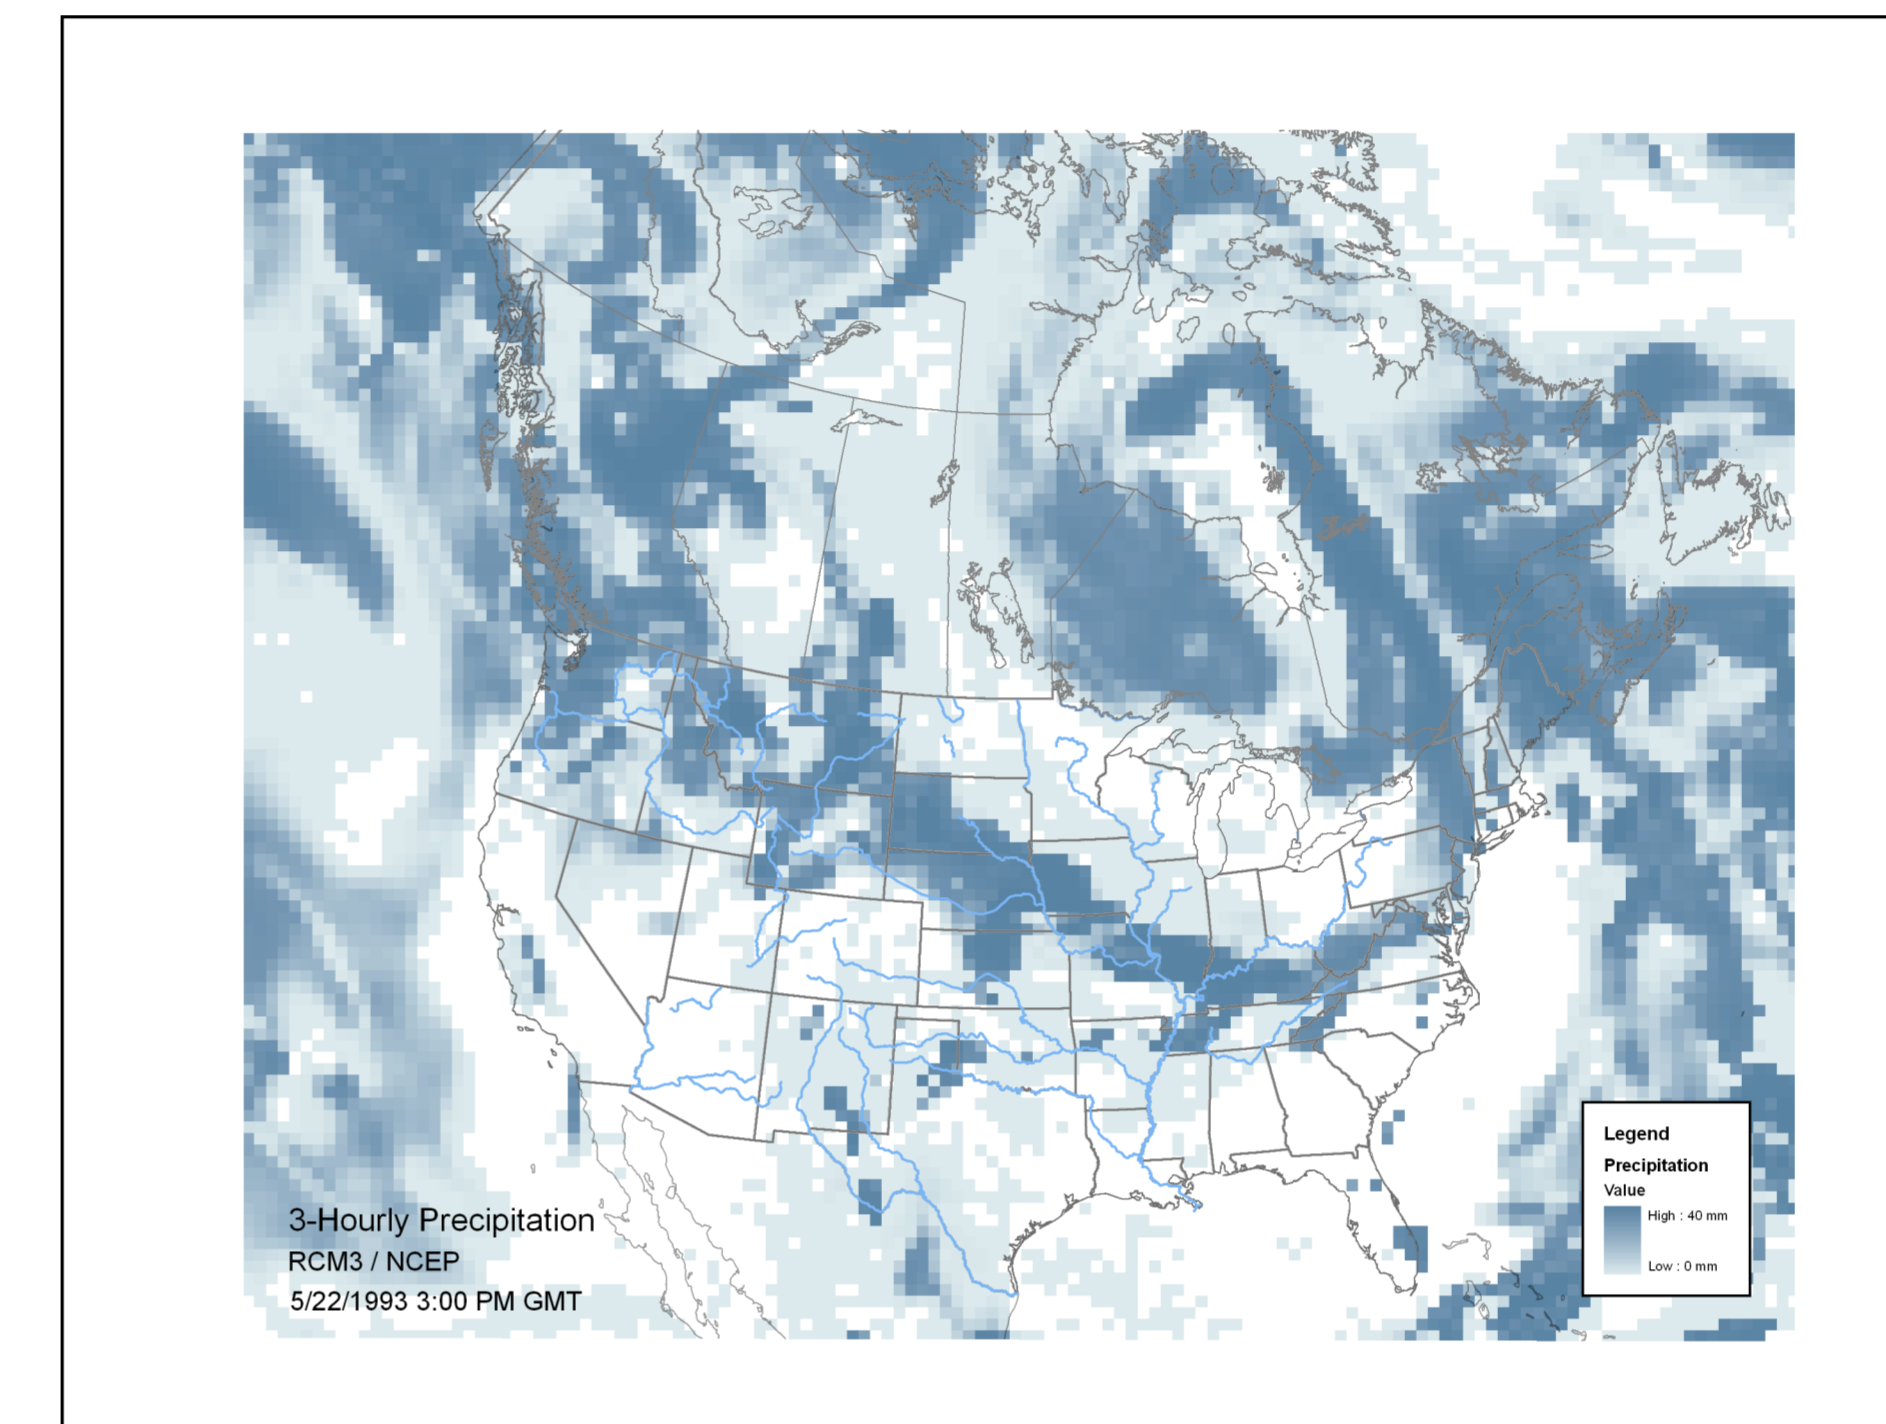 3-Hourly Precipitation
RCM3 / NCEP
5/22/1993 3:00 PM GMT
Legend
Precipitation
Value
High : 40 mm
Low : 0 mm